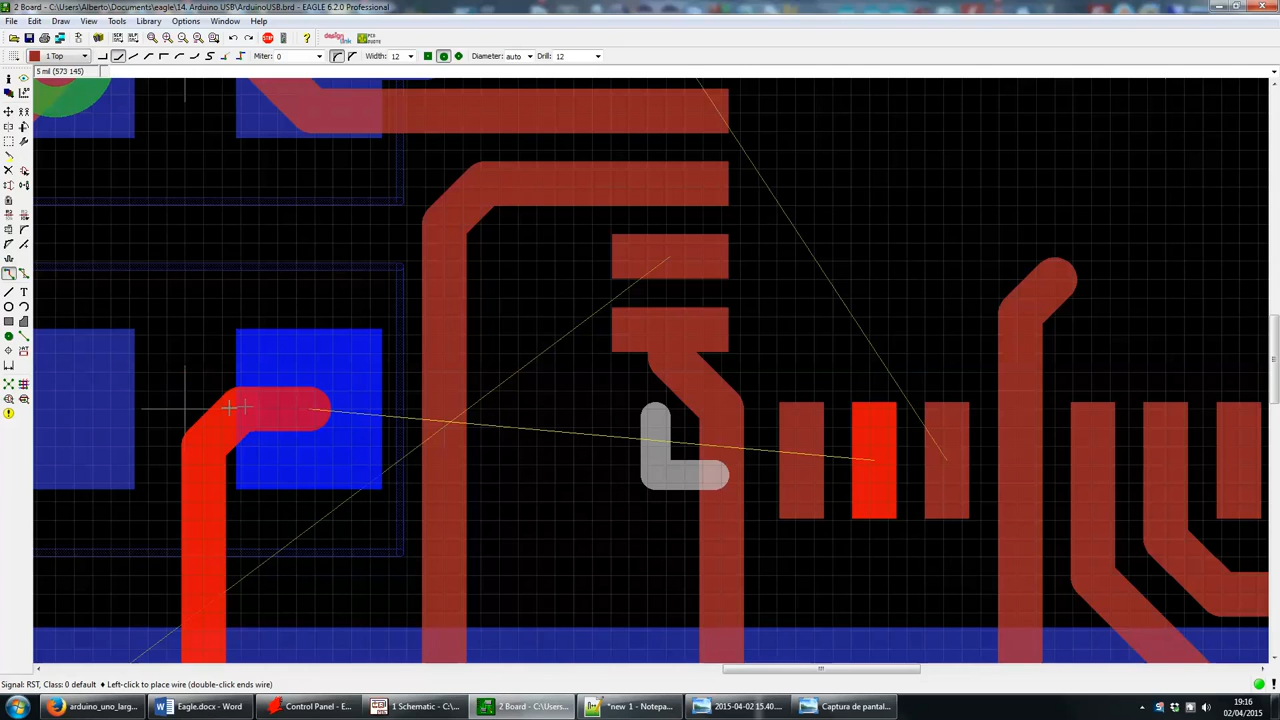 2 Board - C:\Users\Alberto\Documents\eagle\14. Arduino USB\ArduinoUSB.brd - EAGLE 6.2.0 Professional
File Edit Draw View Tools Library Options Window Help
1 Top Miter: 0 Width: 12 Diameter: auto Drill: 12
5 mil (573 145)
Signal: RST, Class: 0 default ♦ Left-click to place wire (double-click ends wire)
arduino_uno_larg... Eagle.docx - Word Control Panel - E... 1 Schematic - C:\... 2 Board - C:\Users... *new 1 - Notepa... 2015-04-02 15.40.... Captura de pantal...
19:16
02/04/2015